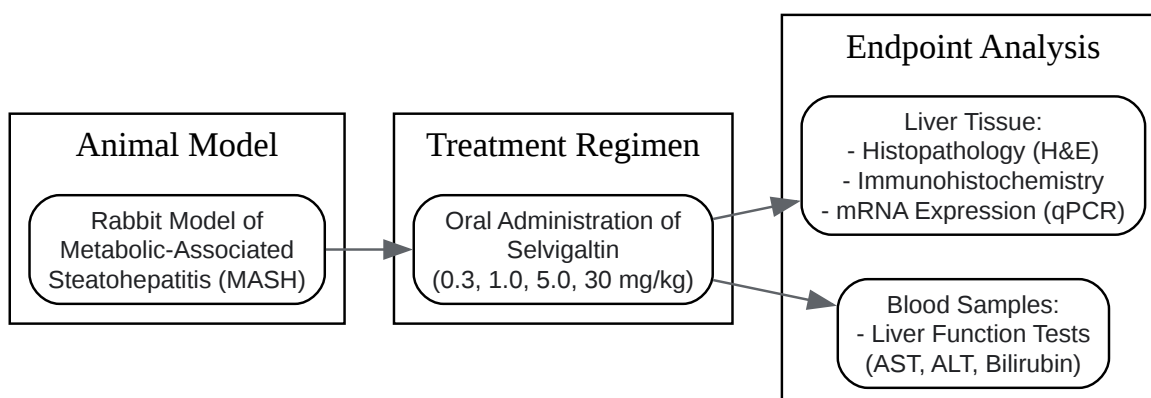 Animal Model
Rabbit Model of
Metabolic-Associated
Steatohepatitis (MASH)
Treatment Regimen
Oral Administration of
Selvigaltin
(0.3, 1.0, 5.0, 30 mg/kg)
Endpoint Analysis
Liver Tissue:
- Histopathology (H&E)
- Immunohistochemistry
- mRNA Expression (qPCR)
Blood Samples:
- Liver Function Tests
(AST, ALT, Bilirubin)